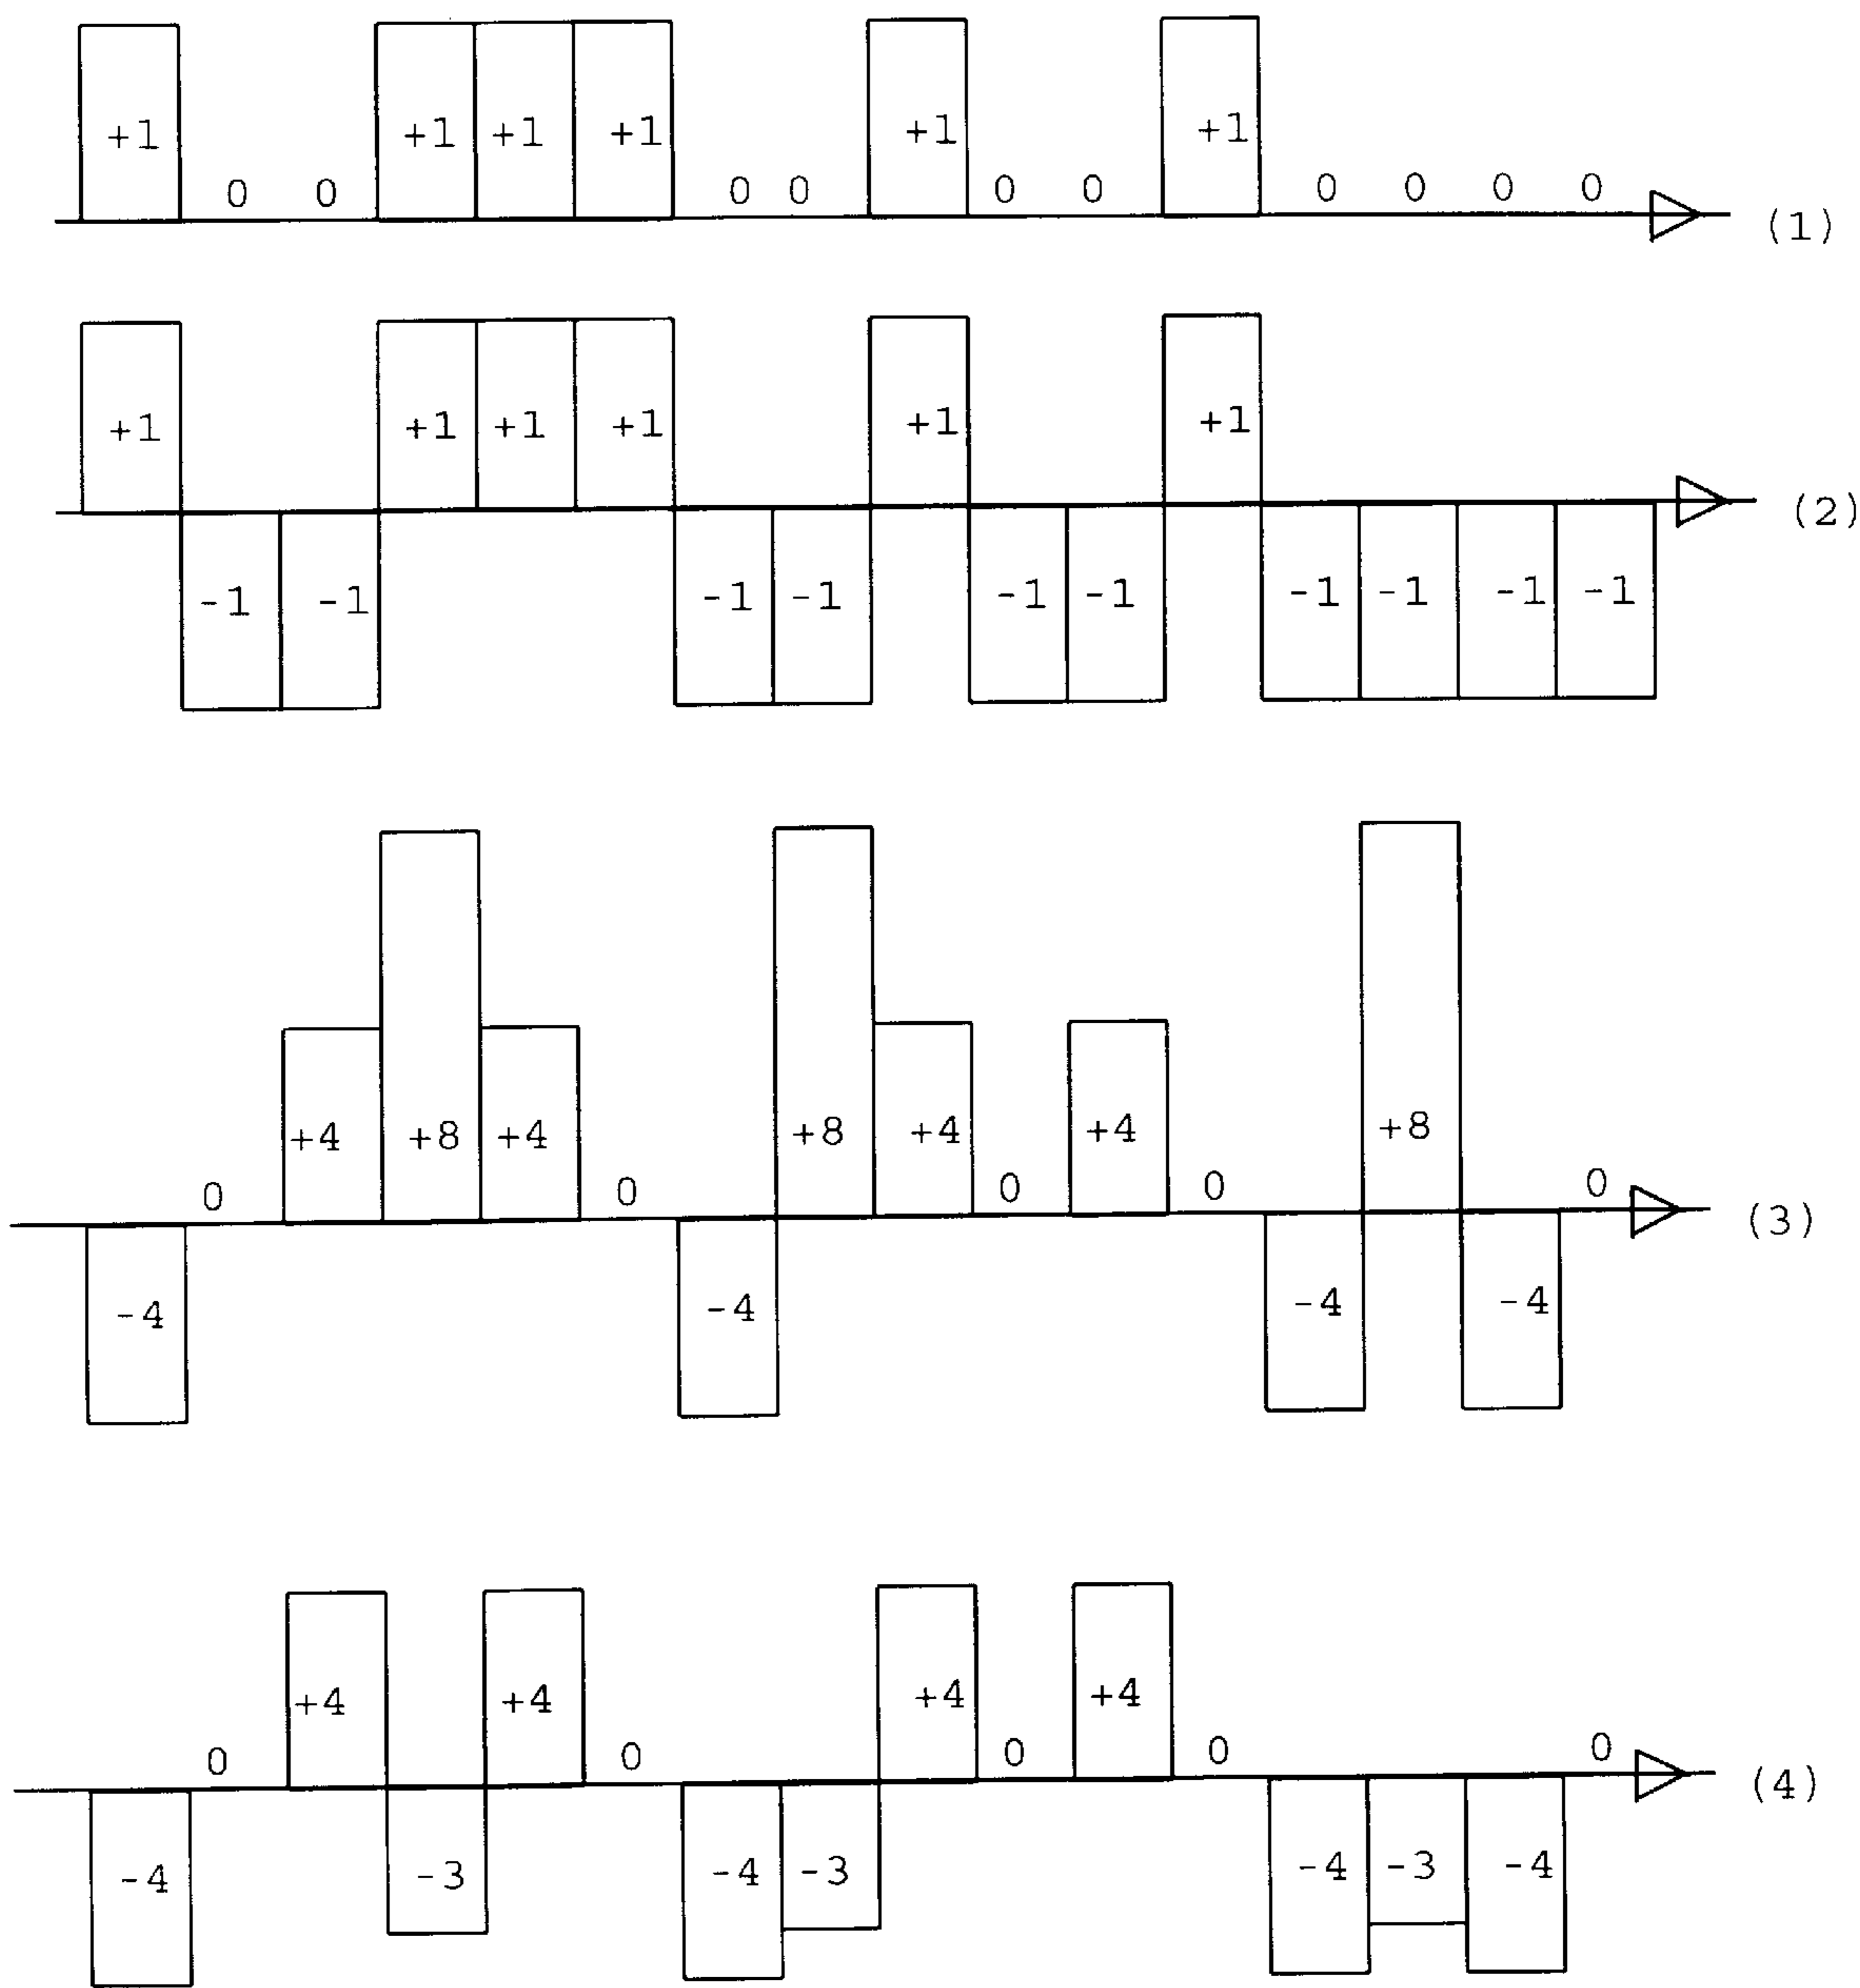 +1 0 0 +1 +1 +1 0 0 +1 0 0 +1 0 0 0 0 (1)
+1 +1 +1 +1 +1 +1 (2)
-1 -1 -1 -1 -1 -1 -1 -1 -1 -1
+4 +8 +4 +8 +4 +4 +8
0 0 0 0 0 (3)
-4 -4 -4 -4
+4 +4 +4 +4
0 0 0 0 0 (4)
-4 -3 -4 -3 -4 -3 -4